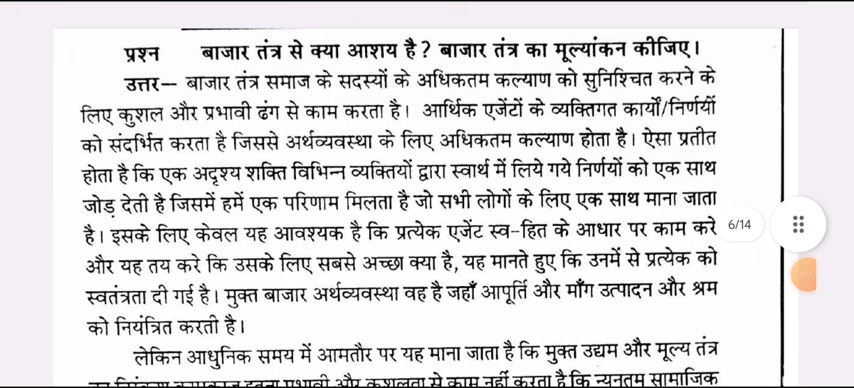 प्रश्न बाजार तंत्र से क्या आशय है? बाजार तंत्र का मूल्यांकन कीजिए।
उत्तर— बाजार तंत्र समाज के सदस्यों के अधिकतम कल्याण को सुनिश्चित करने के
लिए कुशल और प्रभावी ढंग से काम करता है। आर्थिक एजेंटों के व्यक्तिगत कार्यों/निर्णयों
को संदर्भित करता है जिससे अर्थव्यवस्था के लिए अधिकतम कल्याण होता है। ऐसा प्रतीत
होता है कि एक अदृश्य शक्ति विभिन्न व्यक्तियों द्वारा स्वार्थ में लिये गये निर्णयों को एक साथ
जोड़ देती है जिसमें हमें एक परिणाम मिलता है जो सभी लोगों के लिए एक साथ माना जाता
है। इसके लिए केवल यह आवश्यक है कि प्रत्येक एजेंट स्व-हित के आधार पर काम करे
6/14
और यह तय करे कि उसके लिए सबसे अच्छा क्या है, यह मानते हुए कि उनमें से प्रत्येक को
स्वतंत्रता दी गई है। मुक्त बाजार अर्थव्यवस्था वह है जहाँ आपूर्ति और माँग उत्पादन और श्रम
को नियंत्रित करती है।
लेकिन आधुनिक समय में आमतौर पर यह माना जाता है कि मुक्त उद्यम और मूल्य तंत्र
इतना प्रभावी और कुशलता से काम नहीं करता है कि न्यूनतम सामाजिक